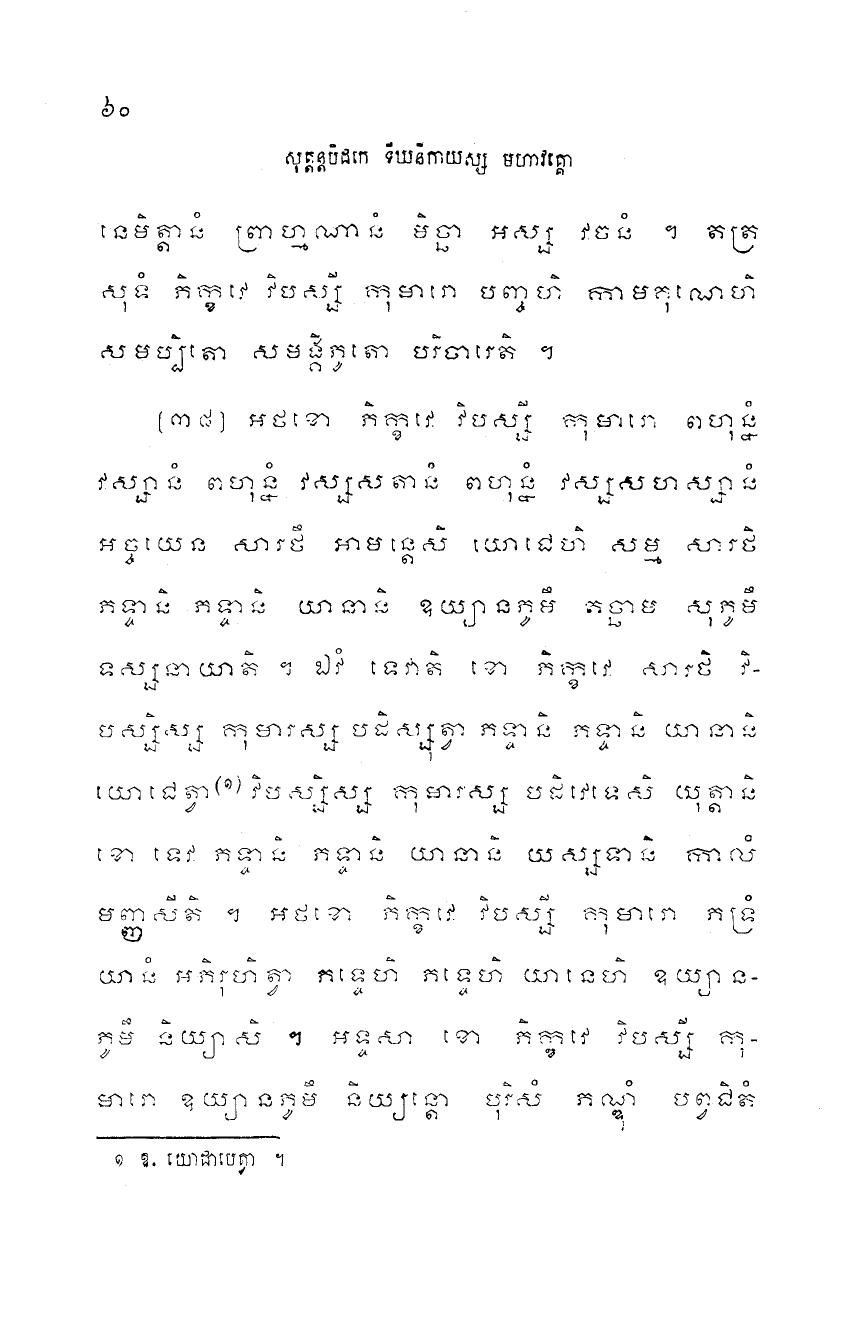 ៦០
សុត្តន្តបិដកេ ទីឃនិកាយស្ស មហាវគ្គោ
នេមិត្តានំ ព្រាហ្មណានំ មិច្ឆា អស្ស វចនំ ។ តត្រ
សុទំ ភិក្ខវេ វិបស្សី កុមារោ បញ្ចហិ កាមគុណេហិ
សមប្បិតោ សមង្គីភូតោ បរិចារេតិ ។
[៣៨] អថខោ ភិក្ខវេ វិបស្សី កុមារោ ពហុន្នំ
វស្សានំ ពហុន្នំ វស្សសតានំ ពហុន្នំ វស្សសហស្សានំ
អច្ចយេន សារថឹ អាមន្តេសិ យោជេហិ សម្ម សារថិ
ភទ្ទានិ ភទ្ទានិ យានានិ ឧយ្យានភូមឹ គច្ឆាម សុភូមឹ
ទស្សនាយាតិ ។ ឯវំ ទេវាតិ ខោ ភិក្ខវេ សារថិ វិ-
បស្សិស្ស កុមារស្ស បដិស្សុត្វា ភទ្ទានិ ភទ្ទានិ យានានិ
យោជេត្វា(១) វិបស្សិស្ស កុមារស្ស បដិវេទេសិ យុត្តានិ
ខោ ទេវ ភទ្ទានិ ភទ្ទានិ យានានិ យស្សទានិ កាលំ
មញ្ញសីតិ ។ អថខោ ភិក្ខវេ វិបស្សី កុមារោ ភទ្រំ
យានំ អភិរុហិត្វា ភទ្ទេហិ ភទ្ទេហិ យានេហិ ឧយ្យាន-
ភូមឹ និយ្យាសិ ។ អទ្ទសា ខោ ភិក្ខវេ វិបស្សី កុ-
មារោ ឧយ្យានភូមឹ និយ្យន្តោ បុរិសំ ភណ្ឌុំ បព្វជិតំ
១ ឱ. យោជាបេត្វា ។